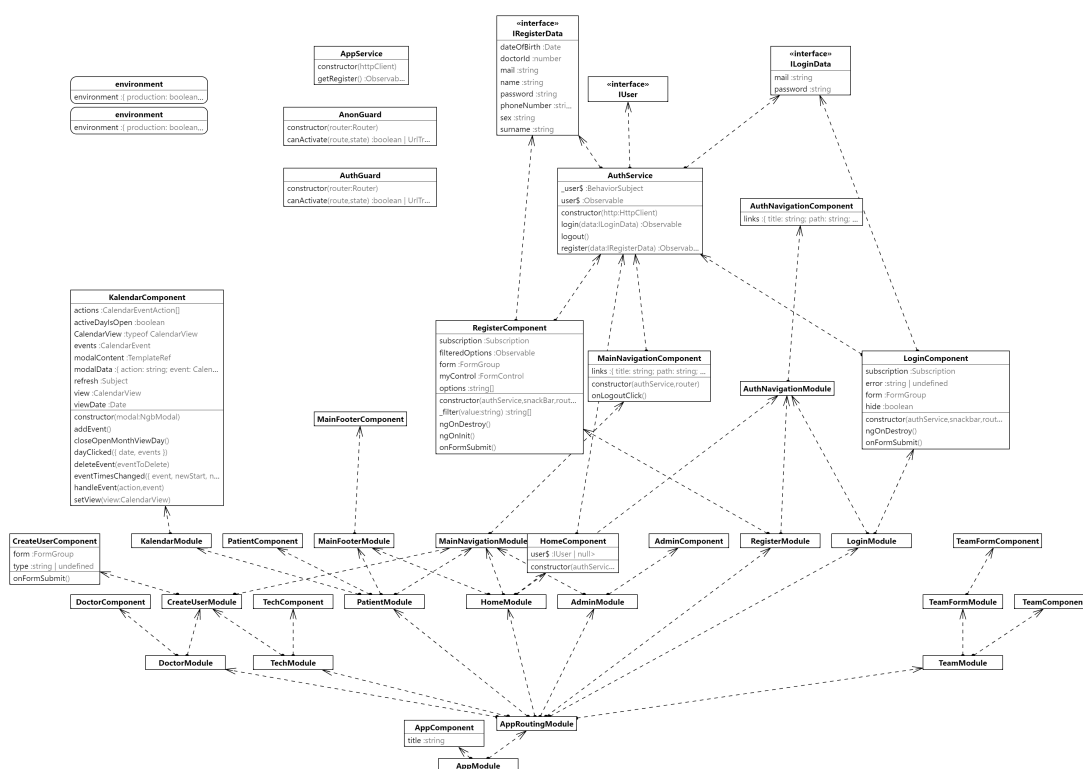 «interface»
IRegisterData
dateOfBirth :Date
doctorId :number
mail :string
name :string
password :string
phoneNumber :stri...
sex :string
surname :string
AppService
constructor(httpClient)
getRegister() :Observab...
«interface»
ILoginData
mail :string
password :string
«interface»
IUser
environment
environment :{ production: boolean...
environment
environment :{ production: boolean...
AnonGuard
constructor(router:Router)
canActivate(route,state) :boolean | UrlTr...
AuthGuard
constructor(router:Router)
canActivate(route,state) :boolean | UrlTr...
AuthService
_user$ :BehaviorSubject
user$ :Observable
constructor(http:HttpClient)
login(data:ILoginData) :Observable
logout()
register(data:IRegisterData) :Observab...
AuthNavigationComponent
links :{ title: string; path: string; ...
KalendarComponent
actions :CalendarEventAction[]
activeDayIsOpen :boolean
CalendarView :typeof CalendarView
events :CalendarEvent
modalContent :TemplateRef
modalData :{ action: string; event: Calen...
refresh :Subject
view :CalendarView
viewDate :Date
constructor(modal:NgbModal)
addEvent()
closeOpenMonthViewDay()
dayClicked({ date, events })
deleteEvent(eventToDelete)
eventTimesChanged({ event, newStart, n...
handleEvent(action,event)
setView(view:CalendarView)
RegisterComponent
subscription :Subscription
filteredOptions :Observable
form :FormGroup
myControl :FormControl
options :string[]
constructor(authService,snackBar,rout...
_filter(value:string) :string[]
ngOnDestroy()
ngOnInit()
onFormSubmit()
MainNavigationComponent
links :{ title: string; path: string; ...
constructor(authService,router)
onLogoutClick()
LoginComponent
subscription :Subscription
error :string | undefined
form :FormGroup
hide :boolean
constructor(authService,snackbar,rout...
ngOnDestroy()
onFormSubmit()
AuthNavigationModule
MainFooterComponent
CreateUserComponent
form :FormGroup
type :string | undefined
onFormSubmit()
KalendarModule
PatientComponent
MainFooterModule
MainNavigationModule
HomeComponent
user$ :IUser | null>
constructor(authServic...
AdminComponent
RegisterModule
LoginModule
TeamFormComponent
DoctorComponent
CreateUserModule
TechComponent
PatientModule
HomeModule
AdminModule
TeamFormModule
TeamComponent
DoctorModule
TechModule
TeamModule
AppComponent
title :string
AppRoutingModule
AppModule